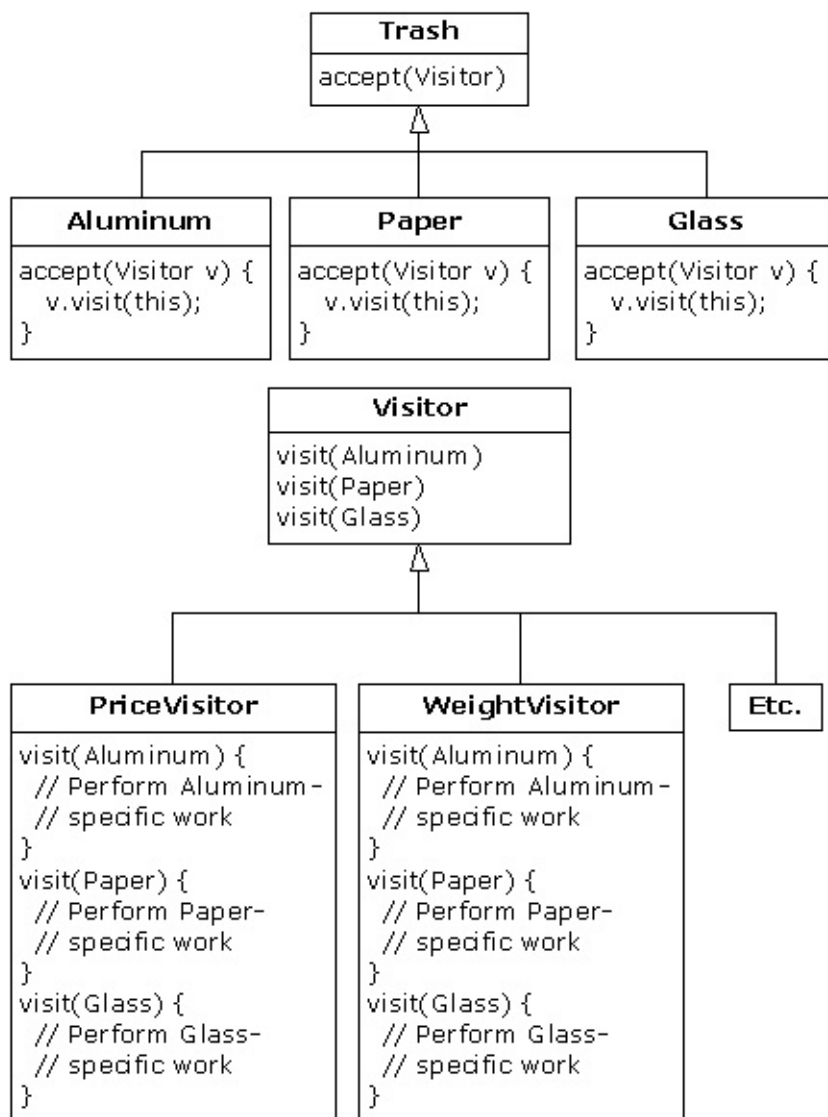 Trash
accept(Visitor)
Aluminum
accept(Visitor v) {
v.visit(this);
}
Paper
accept(Visitor v) {
v.visit(this);
}
Glass
accept(Visitor v) {
v.visit(this);
}
Visitor
visit(Aluminum)
visit(Paper)
visit(Glass)
PriceVisitor
visit(Aluminum) {
// Perform Aluminum-
// specific work
}
visit(Paper) {
// Perform Paper-
// specific work
}
visit(Glass) {
// Perform Glass-
// specific work
}
WeightVisitor
visit(Aluminum) {
// Perform Aluminum-
// specific work
}
visit(Paper) {
// Perform Paper-
// specific work
}
visit(Glass) {
// Perform Glass-
// specific work
}
Etc.